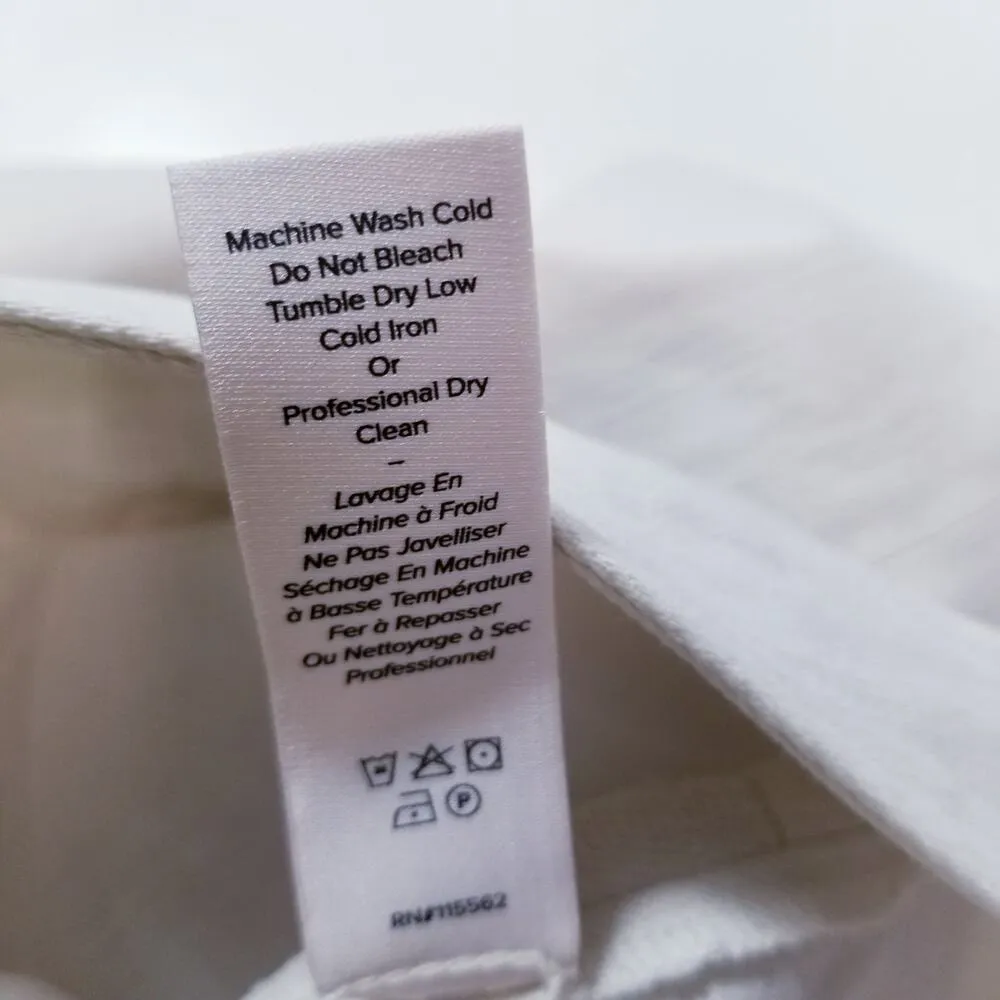 Machine Wash Cold
Do Not Bleach
Tumble Dry Low
Cold Iron
Or
Professional Dry
Clean
–
Lavage En
Machine à Froid
Ne Pas Javelliser
Séchage En Machine
à Basse Température
Fer à Repasser
Ou Nettoyage à Sec
Professionnel
P
RN#115562